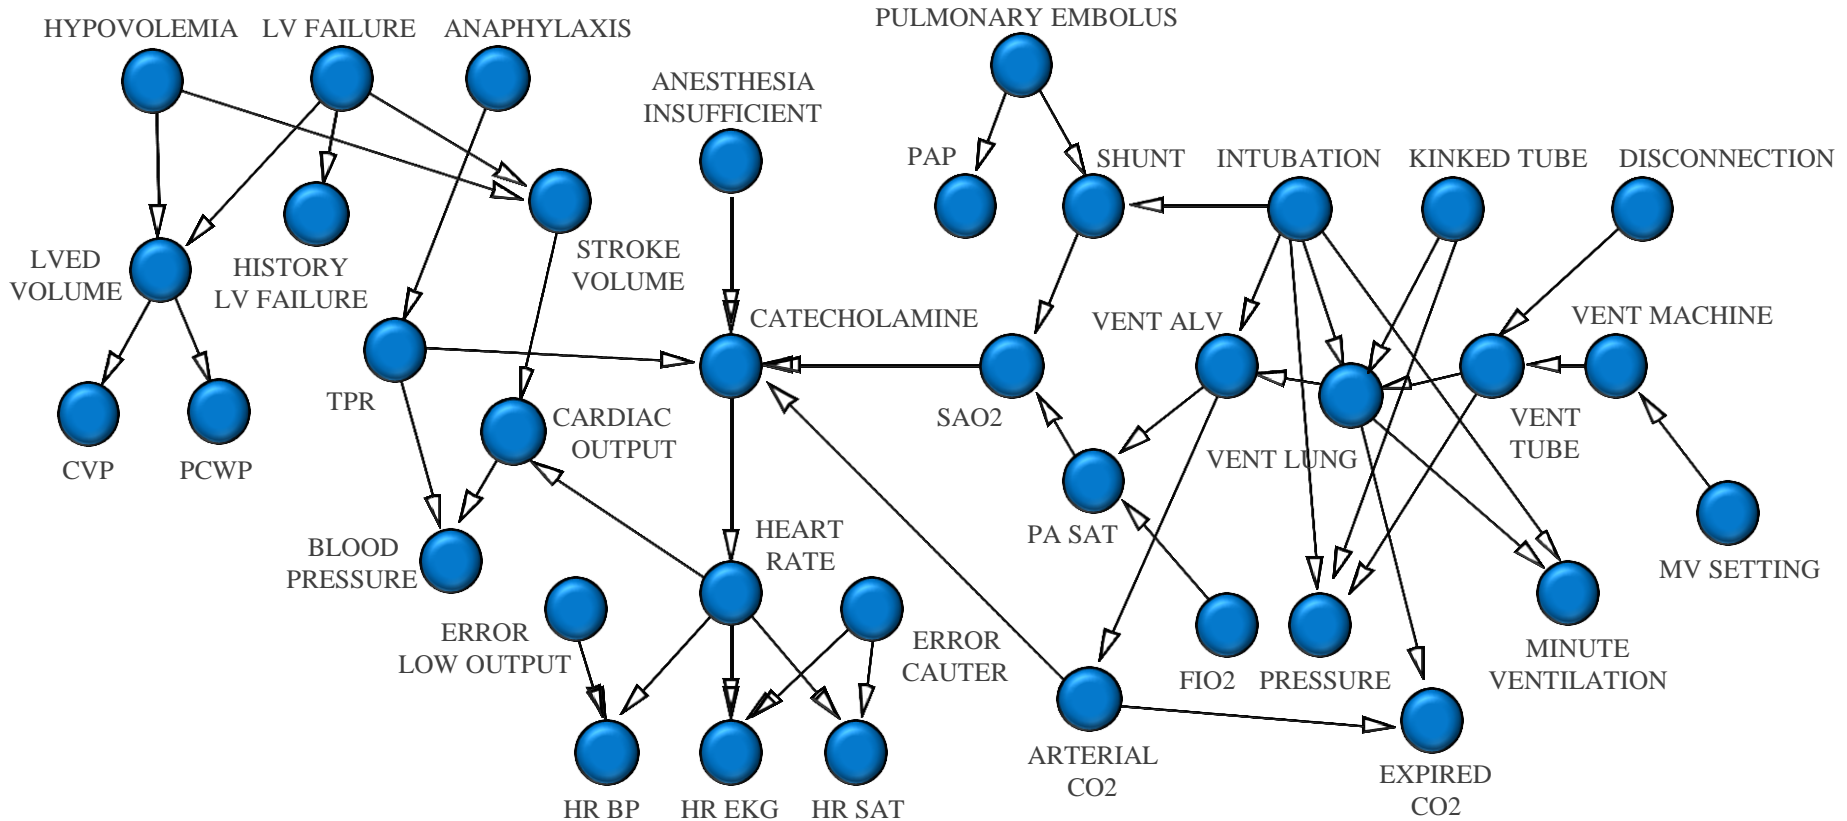 PULMONARY EMBOLUS
HYPOVOLEMIA
LV FAILURE
ANAPHYLAXIS
ANESTHESIA
INSUFFICIENT
PAP
SHUNT
INTUBATION
KINKED TUBE
DISCONNECTION
LVED
VOLUME
HISTORY
LV FAILURE
STROKE
VOLUME
CATECHOLAMINE
VENT ALV
VENT MACHINE
TPR
CARDIAC
OUTPUT
SAO2
VENT LUNG
VENT
TUBE
CVP
PCWP
PA SAT
MV SETTING
BLOOD
PRESSURE
HEART
RATE
ERROR
LOW OUTPUT
ERROR
CAUTER
FIO2
PRESSURE
MINUTE
VENTILATION
ARTERIAL
CO2
EXPIRED
CO2
HR BP
HR EKG
HR SAT